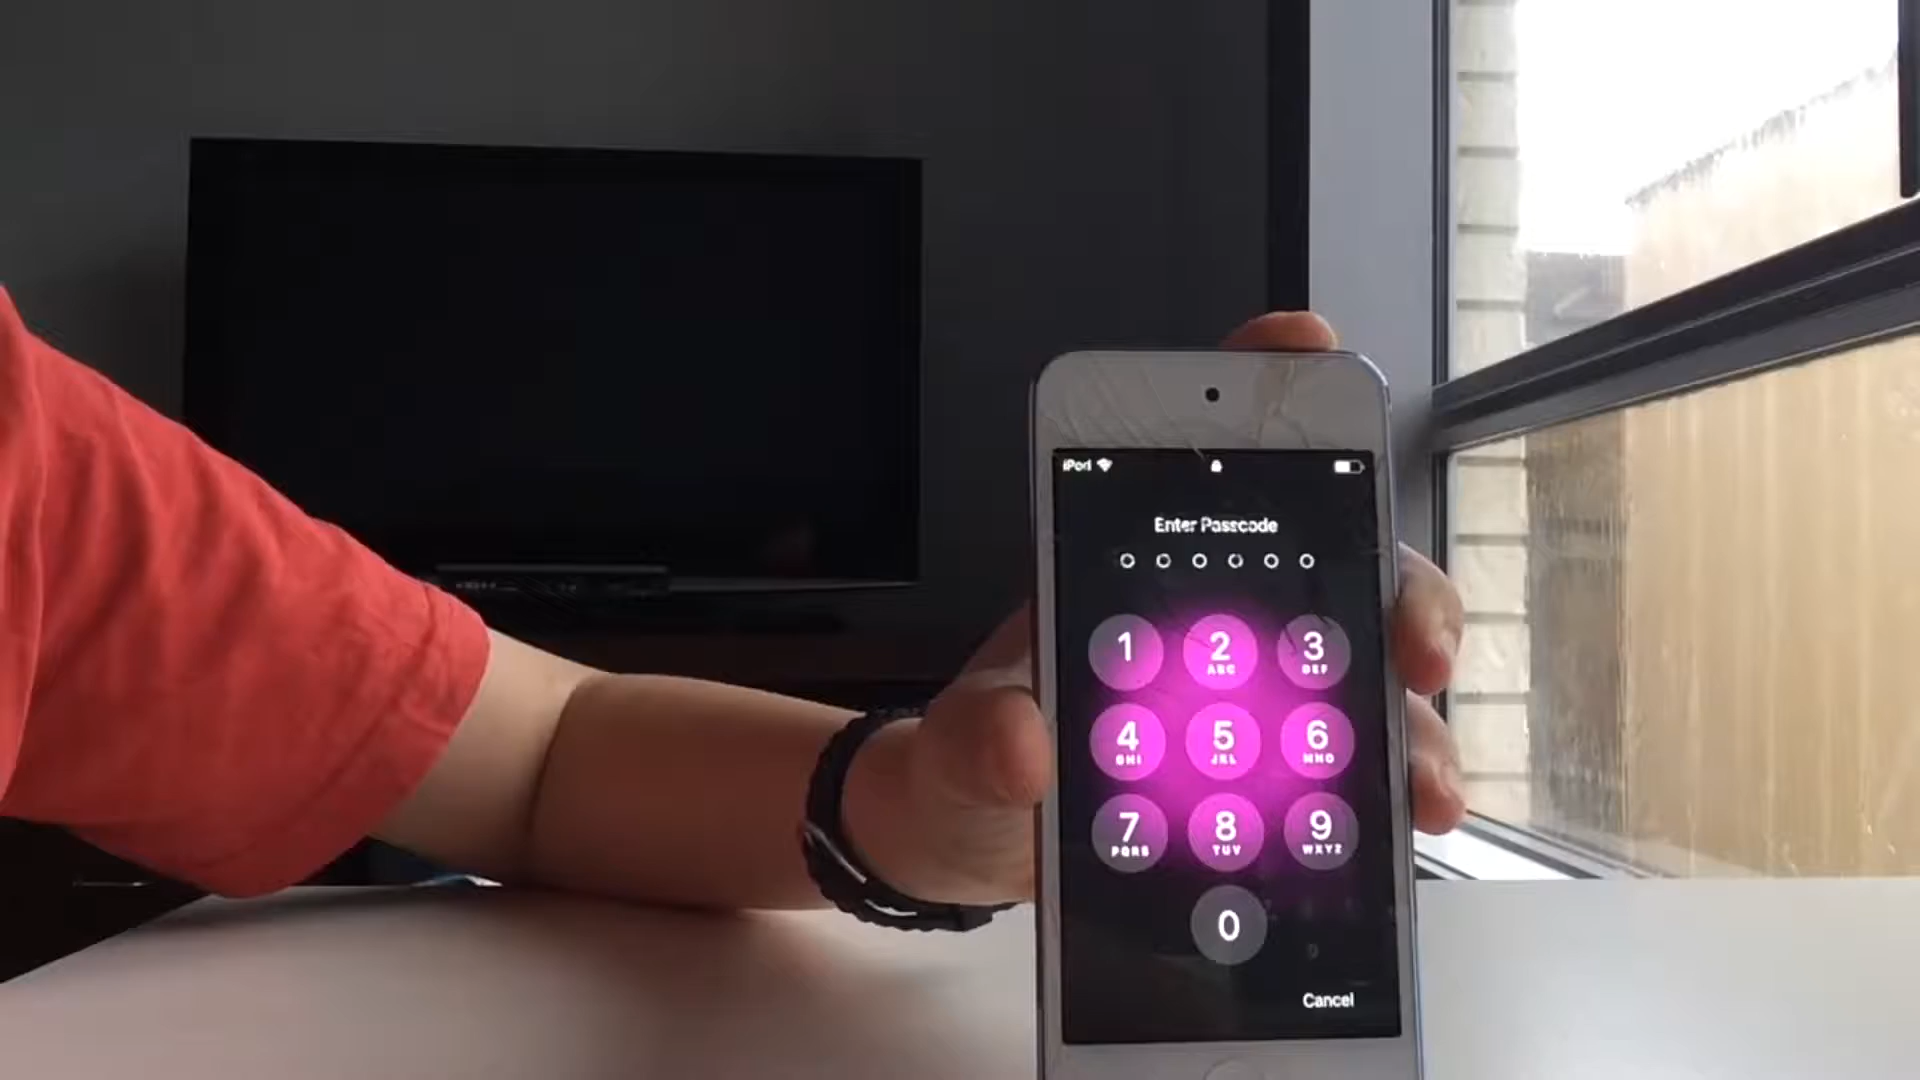 iPod
Enter Passcode
1 2 3
ABC DEF
4 5 6
GHI JKL MNO
7 8 9
PQRS TUV WXYZ
0
Cancel